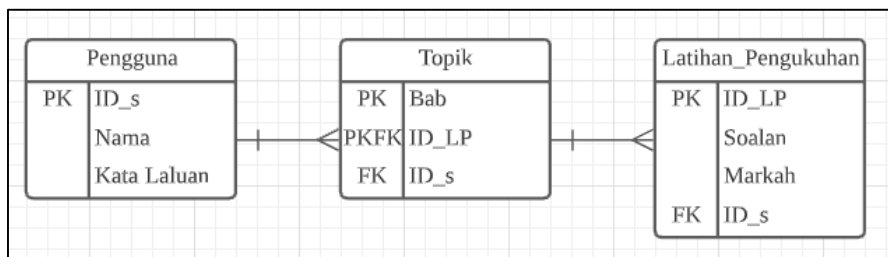 Pengguna
PK ID_s
Nama
Kata Laluan
Topik
PK Bab
PKFK ID_LP
FK ID_s
Latihan_Pengukuhan
PK ID_LP
Soalan
Markah
FK ID_s